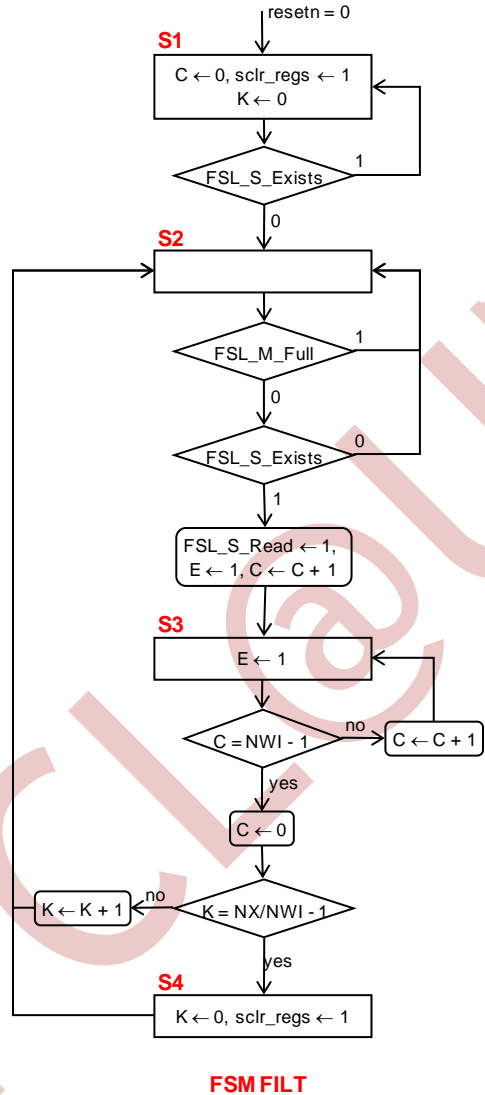 resetn = 0
S1
C ← 0, sclr_regs ← 1
K ← 0
1
FSL_S_Exists
0
S2
1
FSL_M_Full
0
0
FSL_S_Exists
1
FSL_S_Read ← 1,
E ← 1, C ← C + 1
S3
E ← 1
no
C = NWI - 1
C ← C + 1
yes
C ← 0
no
K ← K + 1
K = NX/NWI - 1
yes
S4
K ← 0, sclr_regs ← 1
FSM FILT